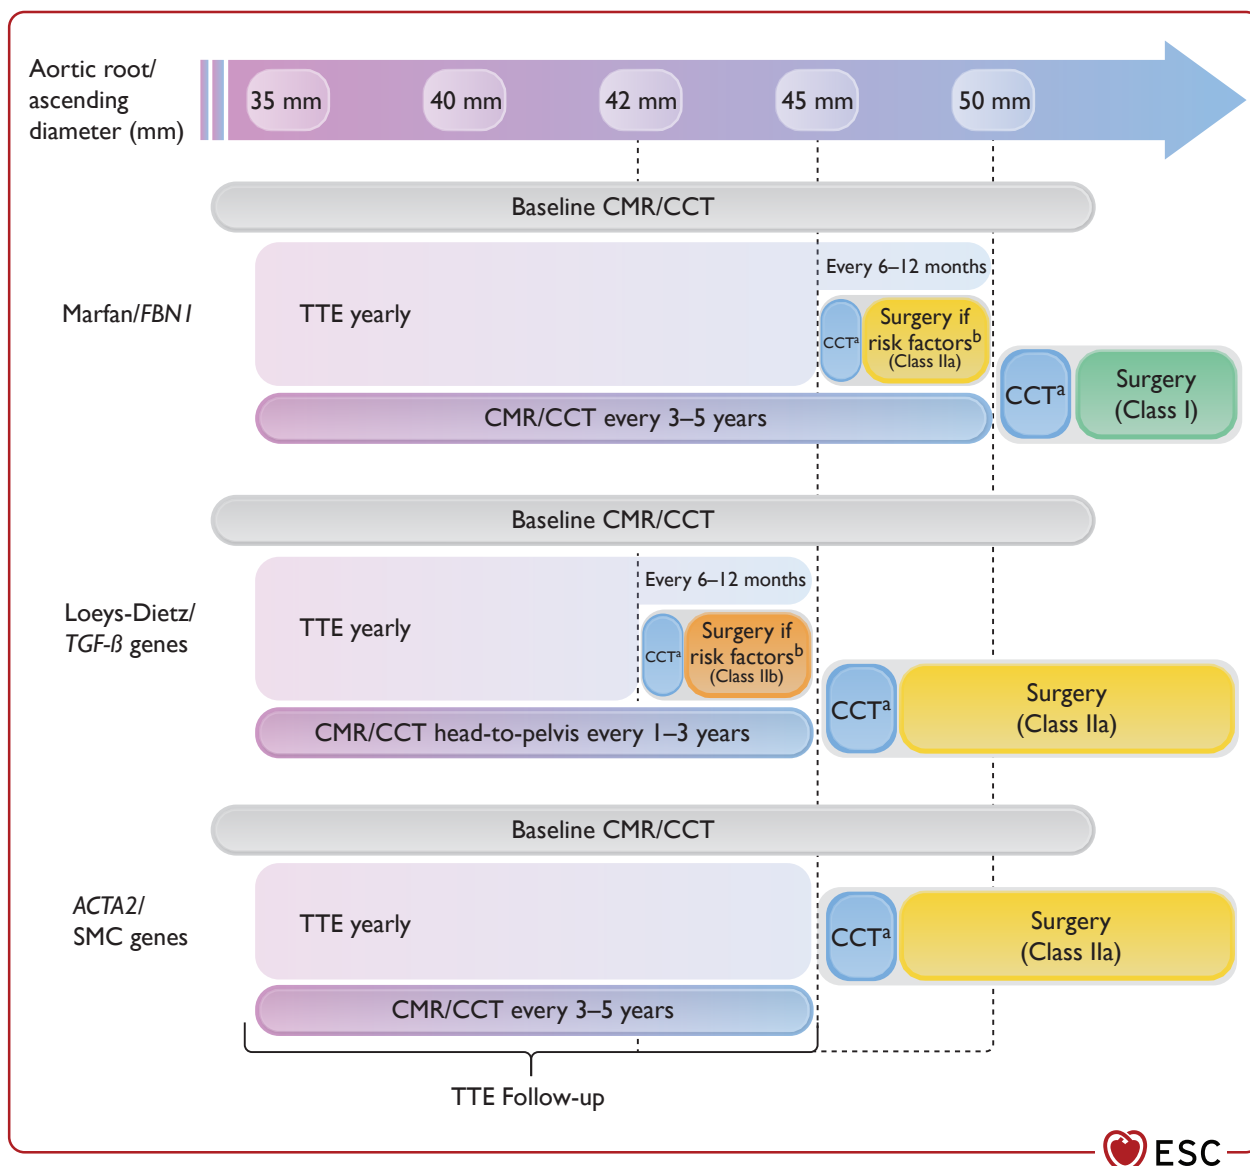 Aortic root/
ascending
diameter (mm)
35 mm
40 mm
42 mm
45 mm
50 mm
Baseline CMR/CCT
Marfan/FBN1
TTE yearly
Every 6–12 months
CCTa
Surgery if
risk factorsb
(Class IIa)
CMR/CCT every 3–5 years
CCTa
Surgery
(Class I)
Baseline CMR/CCT
Loeys-Dietz/
TGF-ß genes
TTE yearly
Every 6–12 months
CCTa
Surgery if
risk factorsb
(Class IIb)
CMR/CCT head-to-pelvis every 1–3 years
CCTa
Surgery
(Class IIa)
Baseline CMR/CCT
ACTA2/
SMC genes
TTE yearly
CCTa
Surgery
(Class IIa)
CMR/CCT every 3–5 years
TTE Follow-up
ESC